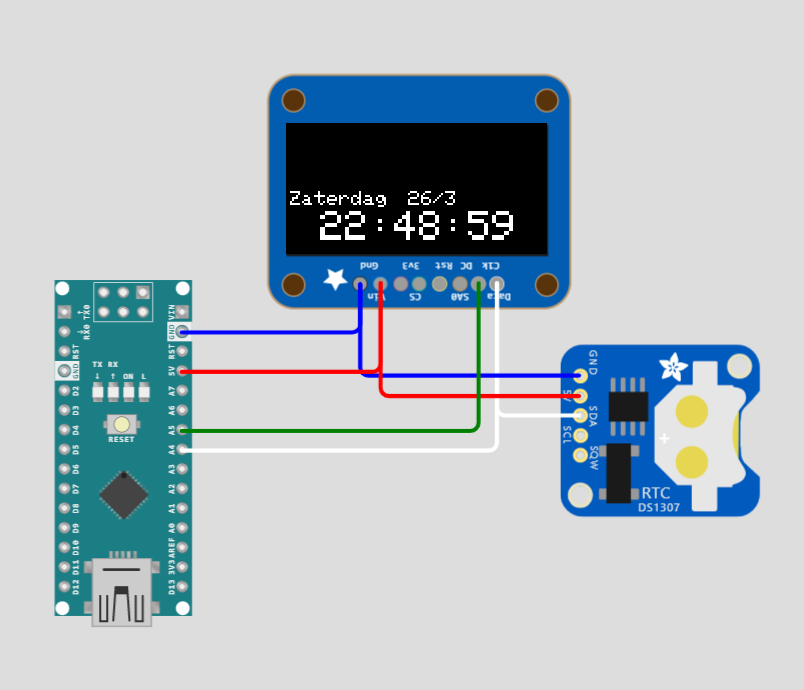 Zaterdag 26/3
22:48:59
Gnd 3v3 Rst DC Clk
Vin CS SA0 Data
TX0
RX0
RST
GND
D2
D3
D4
D5
D6
D7
D8
D9
D10
D11
D12
TX RX
ON L
RESET
VIN
GND
RST
5V
A7
A6
A5
A4
A3
A2
A1
A0
AREF
3V3
D13
GND
5V
SDA
SCL
SQW
+
RTC
DS1307